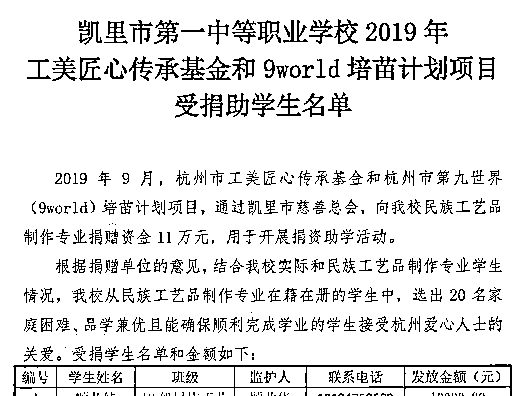 凯里市第一中等职业学校 2019 年
工美匠心传承基金和 9world 培苗计划项目
受捐助学生名单
2019 年 9 月，杭州市工美匠心传承基金和杭州市第九世界
（9world）培苗计划项目，通过凯里市慈善总会，向我校民族工艺品
制作专业捐赠资金 11 万元，用于开展捐资助学活动。
根据捐赠单位的意见，结合我校实际和民族工艺品制作专业学生
情况，我校从民族工艺品制作专业在籍在册的学生中，选出 20 名家
庭困难、品学兼优且能确保顺利完成学业的学生接受杭州爱心人士的
关爱。受捐学生名单和金额如下：
编号 学生姓名 班级 监护人 联系电话 发放金额（元）